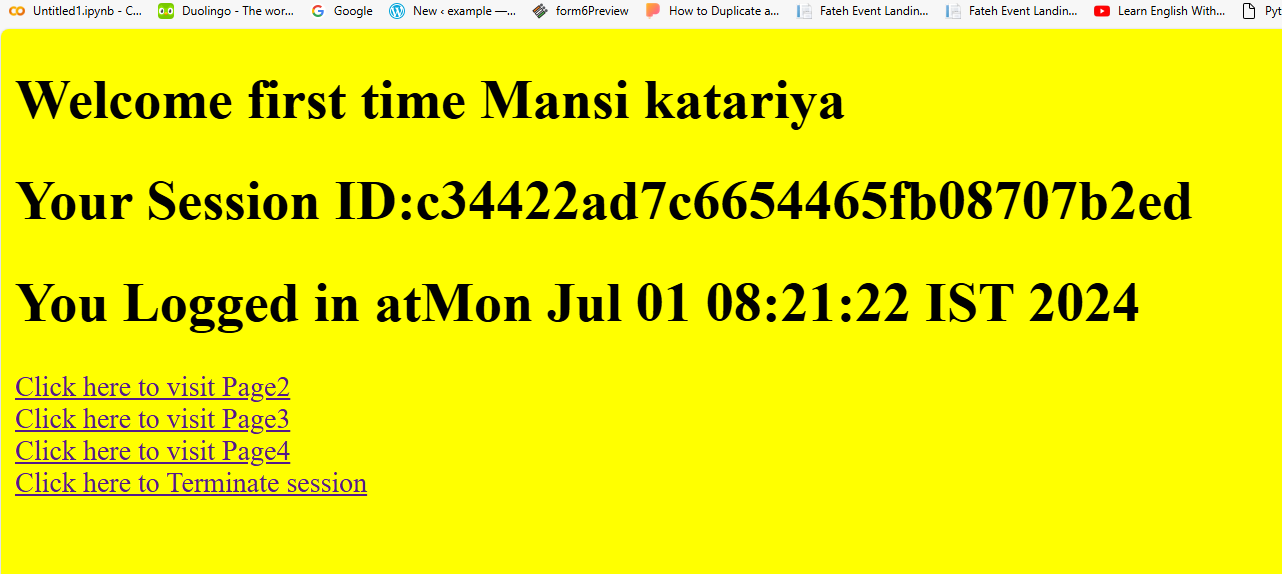 Untitled1.ipynb - C... Duolingo - The wor... Google New ‹ example —... form6Preview How to Duplicate a... Fateh Event Landin... Fateh Event Landin... Learn English With... Pyt
Welcome first time Mansi katariya
Your Session ID:c34422ad7c6654465fb08707b2ed
You Logged in atMon Jul 01 08:21:22 IST 2024
Click here to visit Page2
Click here to visit Page3
Click here to visit Page4
Click here to Terminate session